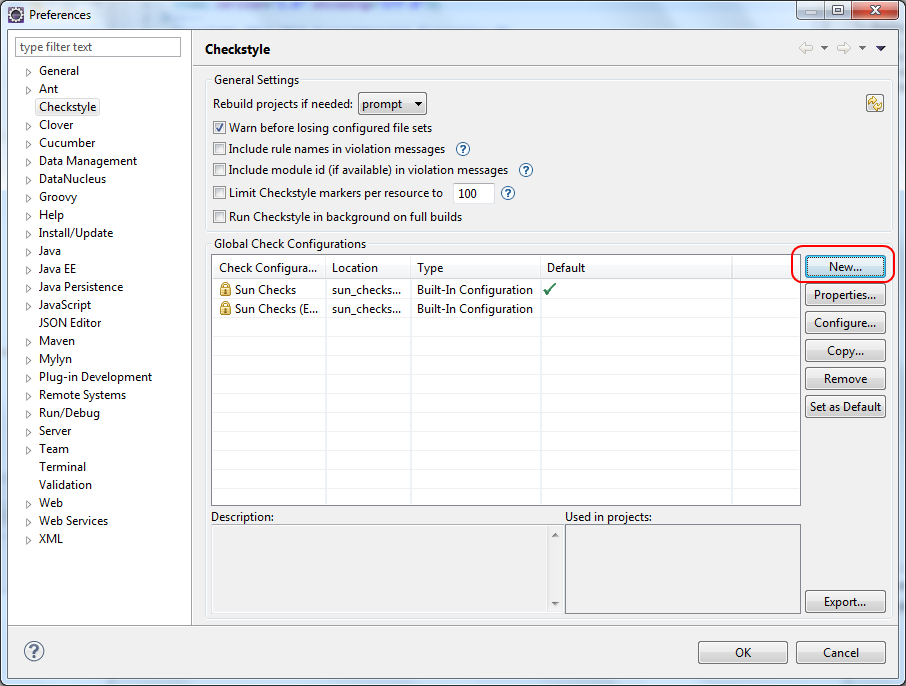 Preferences
type filter text
General
Ant
Checkstyle
Clover
Cucumber
Data Management
DataNucleus
Groovy
Help
Install/Update
Java
Java EE
Java Persistence
JavaScript
JSON Editor
Maven
Mylyn
Plug-in Development
Remote Systems
Run/Debug
Server
Team
Terminal
Validation
Web
Web Services
XML
Checkstyle
General Settings
Rebuild projects if needed: prompt
Warn before losing configured file sets
Include rule names in violation messages
Include module id (if available) in violation messages
Limit Checkstyle markers per resource to 100
Run Checkstyle in background on full builds
Global Check Configurations
Check Configura... Location Type Default
Sun Checks sun_checks... Built-In Configuration
Sun Checks (E... sun_checks... Built-In Configuration
New...
Properties...
Configure...
Copy...
Remove
Set as Default
Description: Used in projects:
Export...
OK Cancel